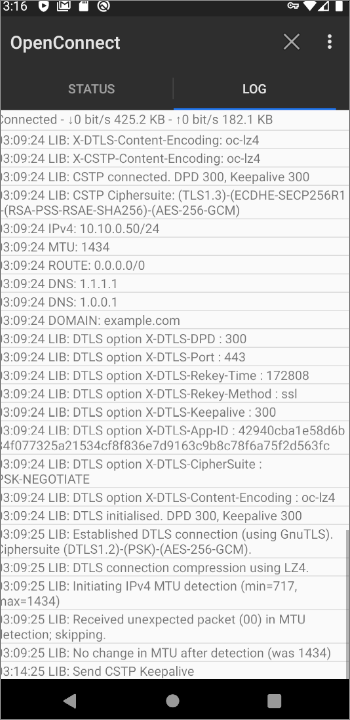 3:16
OpenConnect
STATUS
LOG
Connected - ↓0 bit/s 425.2 KB - ↑0 bit/s 182.1 KB
03:09:24 LIB: X-DTLS-Content-Encoding: oc-lz4
03:09:24 LIB: X-CSTP-Content-Encoding: oc-lz4
03:09:24 LIB: CSTP connected. DPD 300, Keepalive 300
03:09:24 LIB: CSTP Ciphersuite: (TLS1.3)-(ECDHE-SECP256R1
)-(RSA-PSS-RSAE-SHA256)-(AES-256-GCM)
03:09:24 IPv4: 10.10.0.50/24
03:09:24 MTU: 1434
03:09:24 ROUTE: 0.0.0.0/0
03:09:24 DNS: 1.1.1.1
03:09:24 DNS: 1.0.0.1
03:09:24 DOMAIN: example.com
03:09:24 LIB: DTLS option X-DTLS-DPD : 300
03:09:24 LIB: DTLS option X-DTLS-Port : 443
03:09:24 LIB: DTLS option X-DTLS-Rekey-Time : 172808
03:09:24 LIB: DTLS option X-DTLS-Rekey-Method : ssl
03:09:24 LIB: DTLS option X-DTLS-Keepalive : 300
03:09:24 LIB: DTLS option X-DTLS-App-ID : 42940cba1e58d6b
34f077325a21534cf8f836e7d9163c9b8c78f6a75f2d563fc
03:09:24 LIB: DTLS option X-DTLS-CipherSuite :
PSK-NEGOTIATE
03:09:24 LIB: DTLS option X-DTLS-Content-Encoding : oc-lz4
03:09:24 LIB: DTLS initialised. DPD 300, Keepalive 300
03:09:25 LIB: Established DTLS connection (using GnuTLS).
Ciphersuite (DTLS1.2)-(PSK)-(AES-256-GCM).
03:09:25 LIB: DTLS connection compression using LZ4.
03:09:25 LIB: Initiating IPv4 MTU detection (min=717,
max=1434)
03:09:25 LIB: Received unexpected packet (00) in MTU
detection; skipping.
03:09:25 LIB: No change in MTU after detection (was 1434)
03:14:25 LIB: Send CSTP Keepalive